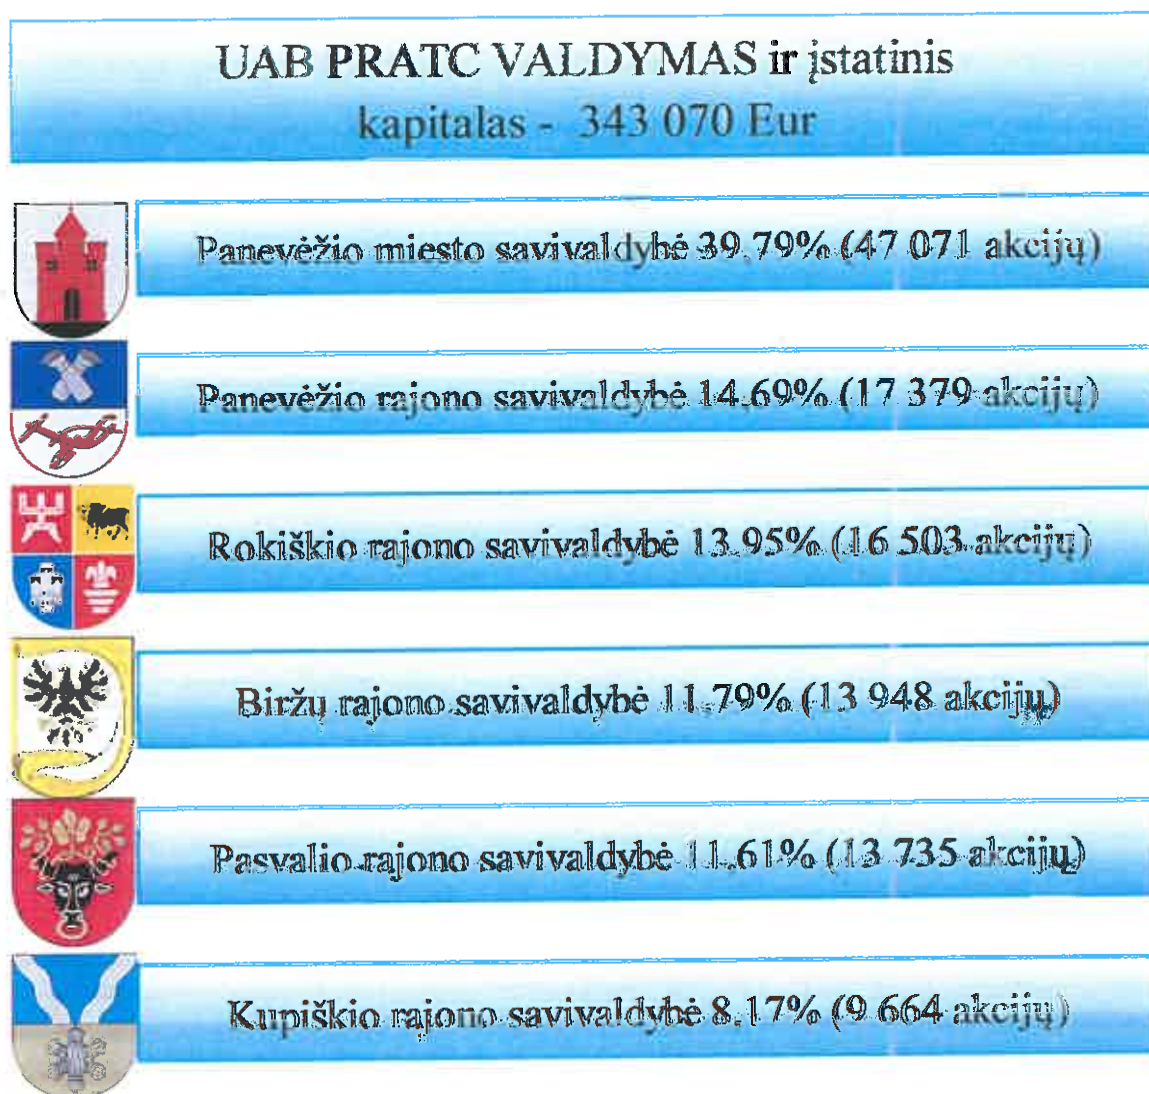 UAB PRATC VALDYMAS ir įstatinis
kapitalas - 343 070 Eur
Panevėžio miesto savivaldybė 39.79% (47 071 akcijų)
Panevėžio rajono savivaldybė 14.69% (17 379 akcijų)
Rokiškio rajono savivaldybė 13.95% (16 503 akcijų)
Biržų rajono savivaldybė 11.79% (13 948 akcijų)
Pasvalio rajono savivaldybė 11.61% (13 735 akcijų)
Kupiškio rajono savivaldybė 8.17% (9 664 akcijų)